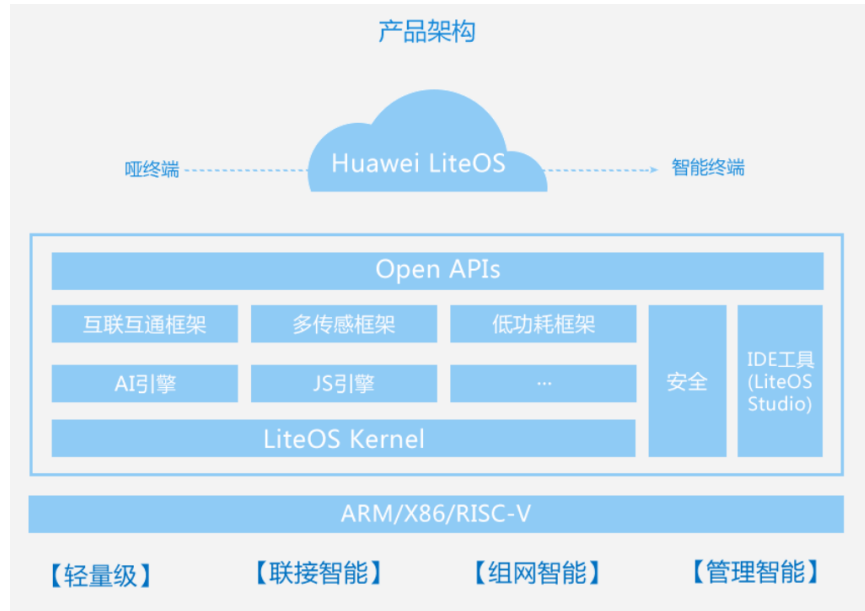 产品架构
哑终端
Huawei LiteOS
智能终端
Open APIs
互联互通框架
多传感框架
低功耗框架
AI引擎
JS引擎
...
LiteOS Kernel
安全
IDE工具
(LiteOS
Studio)
ARM/X86/RISC-V
【轻量级】
【联接智能】
【组网智能】
【管理智能】